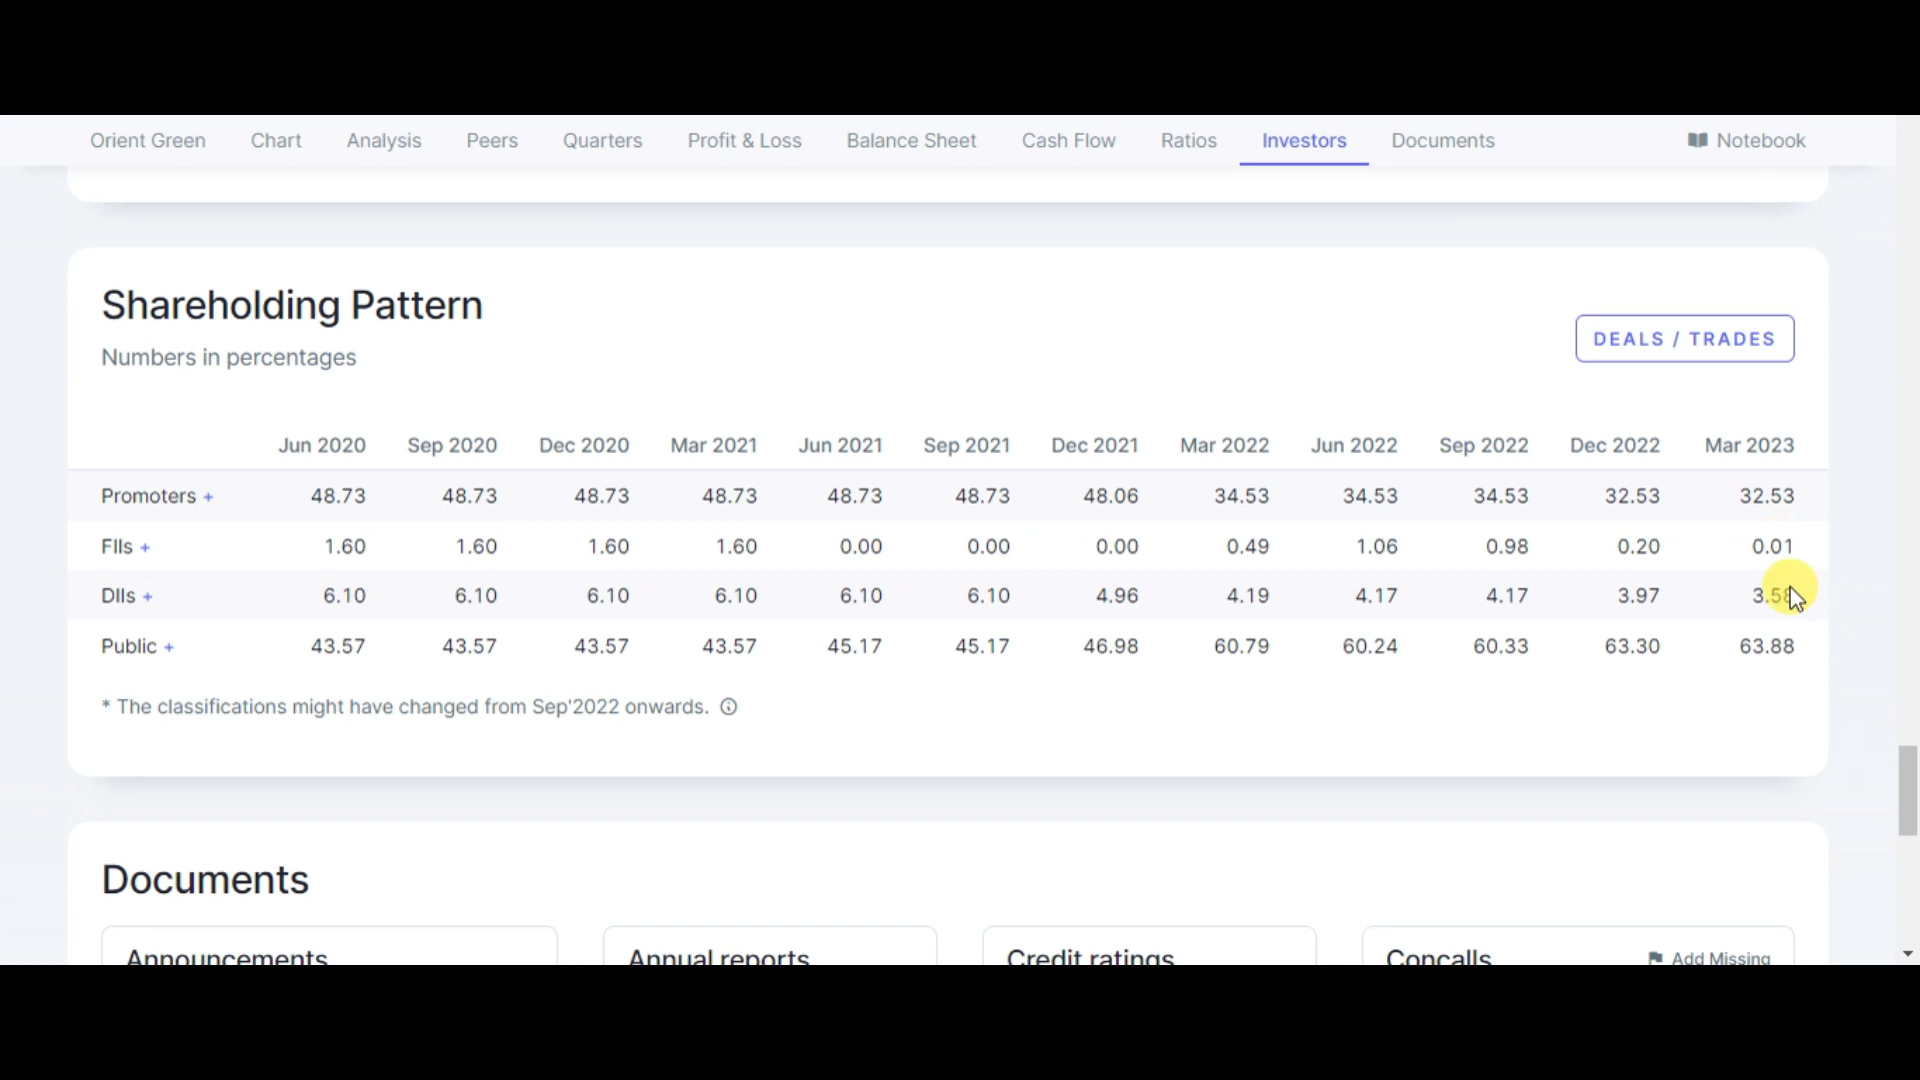 Orient Green Chart Analysis Peers Quarters Profit & Loss Balance Sheet Cash Flow Ratios Investors Documents Notebook
Shareholding Pattern
Numbers in percentages
DEALS / TRADES
Jun 2020 Sep 2020 Dec 2020 Mar 2021 Jun 2021 Sep 2021 Dec 2021 Mar 2022 Jun 2022 Sep 2022 Dec 2022 Mar 2023
Promoters + 48.73 48.73 48.73 48.73 48.73 48.73 48.06 34.53 34.53 34.53 32.53 32.53
FIIs + 1.60 1.60 1.60 1.60 0.00 0.00 0.00 0.49 1.06 0.98 0.20 0.01
DIIs + 6.10 6.10 6.10 6.10 6.10 6.10 4.96 4.19 4.17 4.17 3.97 3.58
Public + 43.57 43.57 43.57 43.57 45.17 45.17 46.98 60.79 60.24 60.33 63.30 63.88
* The classifications might have changed from Sep'2022 onwards.
Documents
Announcements Annual reports Credit ratings Concalls Add Missing